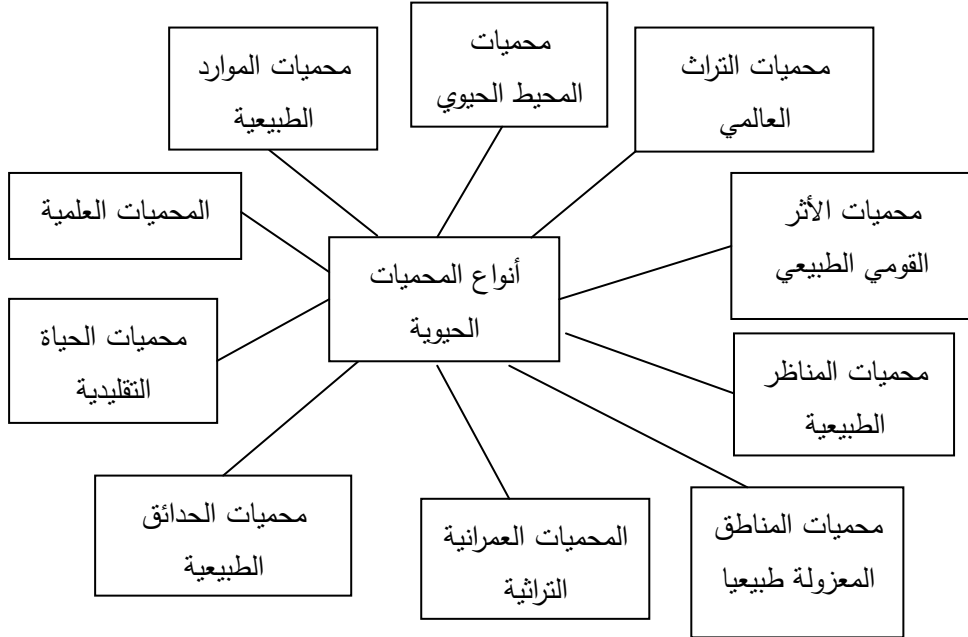 محميات
المحيط الحيوي
محميات التراث
العالمي
محميات الموارد
الطبيعية
محميات الأثر
القومي الطبيعي
المحميات العلمية
أنواع المحميات
الحيوية
محميات الحياة
التقليدية
محميات المناظر
الطبيعية
محميات المناطق
المعزولة طبيعيا
المحميات العمرانية
التراثية
محميات الحدائق
الطبيعية